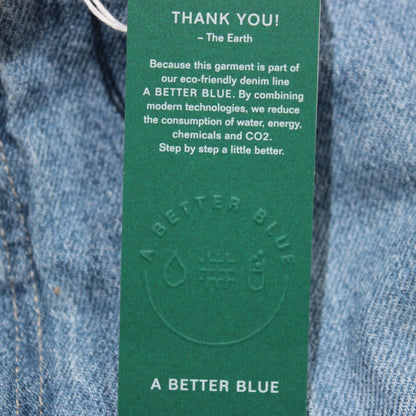 THANK YOU!
– The Earth
Because this garment is part of
our eco-friendly denim line
A BETTER BLUE. By combining
modern technologies, we reduce
the consumption of water, energy,
chemicals and CO2.
Step by step a little better.
A BETTER BLUE
A BETTER BLUE